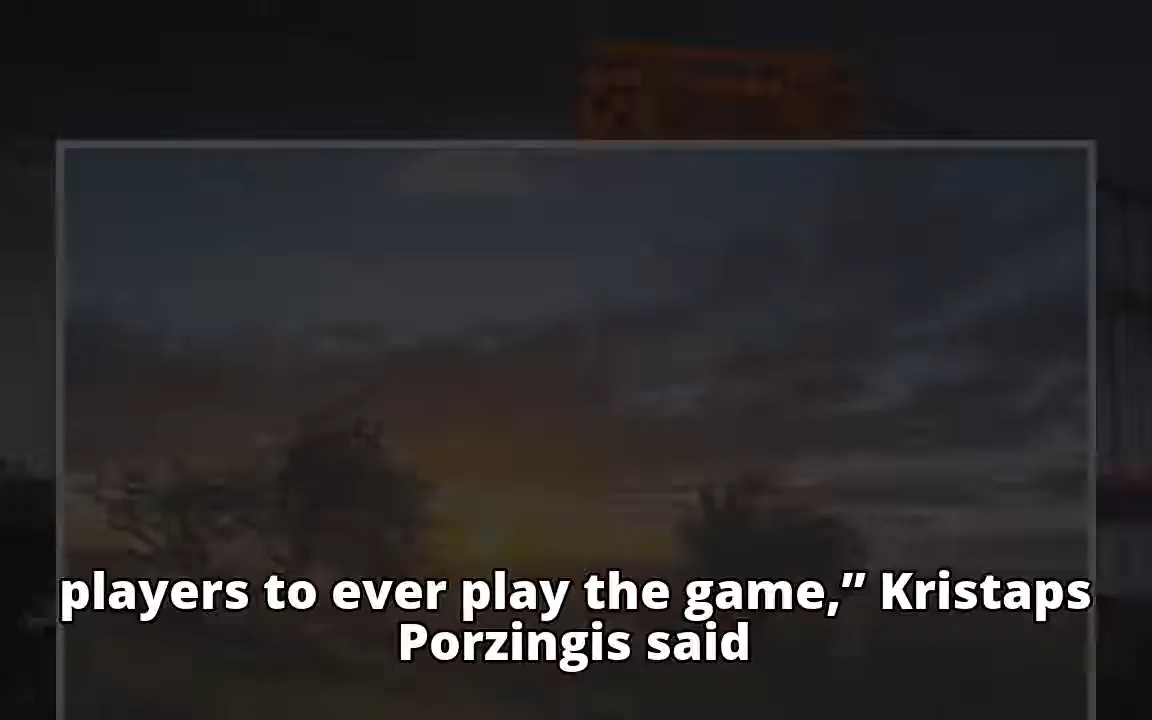 players to ever play the game,” Kristaps
Porzingis said